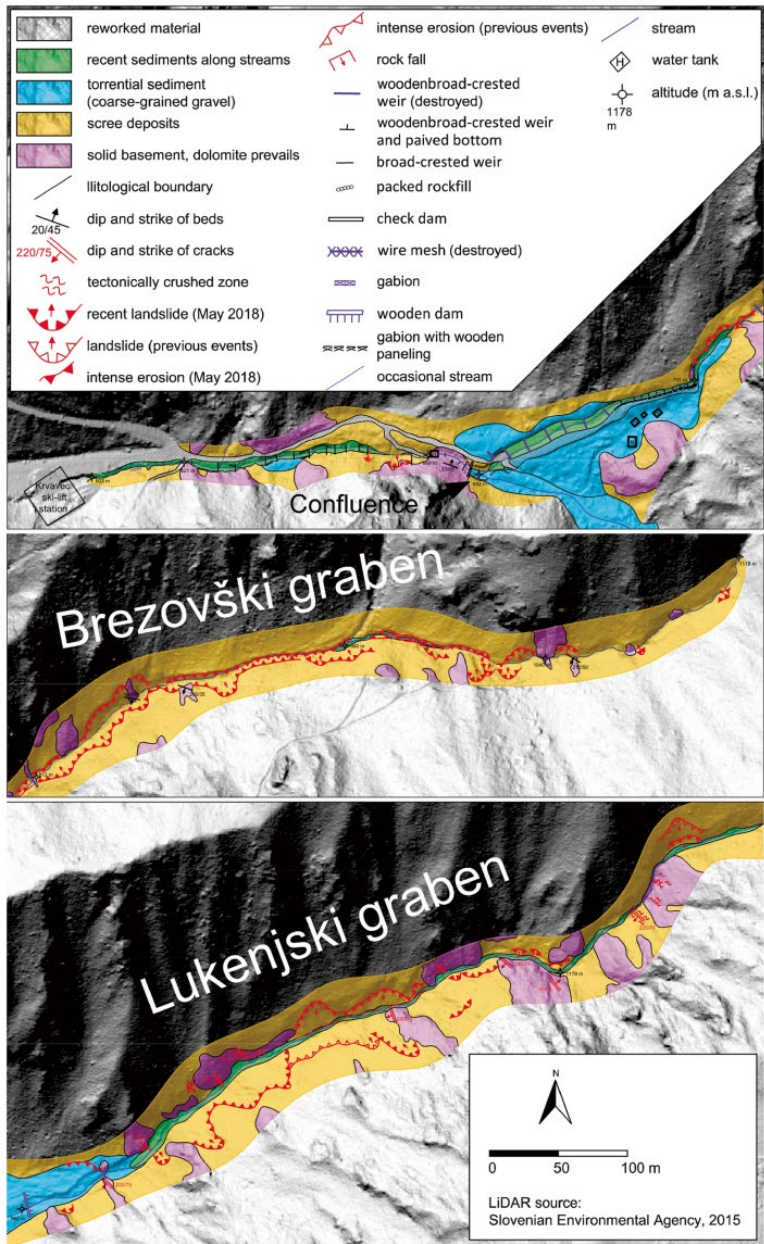 reworked material
recent sediments along streams
torrential sediment
(coarse-grained gravel)
scree deposits
solid basement, dolomite prevails
llitological boundary
dip and strike of beds
20/45
dip and strike of cracks
220/75
tectonically crushed zone
recent landslide (May 2018)
landslide (previous events)
intense erosion (May 2018)
intense erosion (previous events)
rock fall
woodenbroad-crested
weir (destroyed)
woodenbroad-crested weir
and paived bottom
broad-crested weir
packed rockfill
check dam
wire mesh (destroyed)
gabion
wooden dam
gabion with wooden
paneling
occasional stream
stream
H
water tank
altitude (m a.s.l.)
1178
m
Krvavec
ski-lift
station
Confluence
Brezovški graben
1118 m
Lukenjski graben
1178 m
N
0 50 100 m
LiDAR source:
Slovenian Environmental Agency, 2015